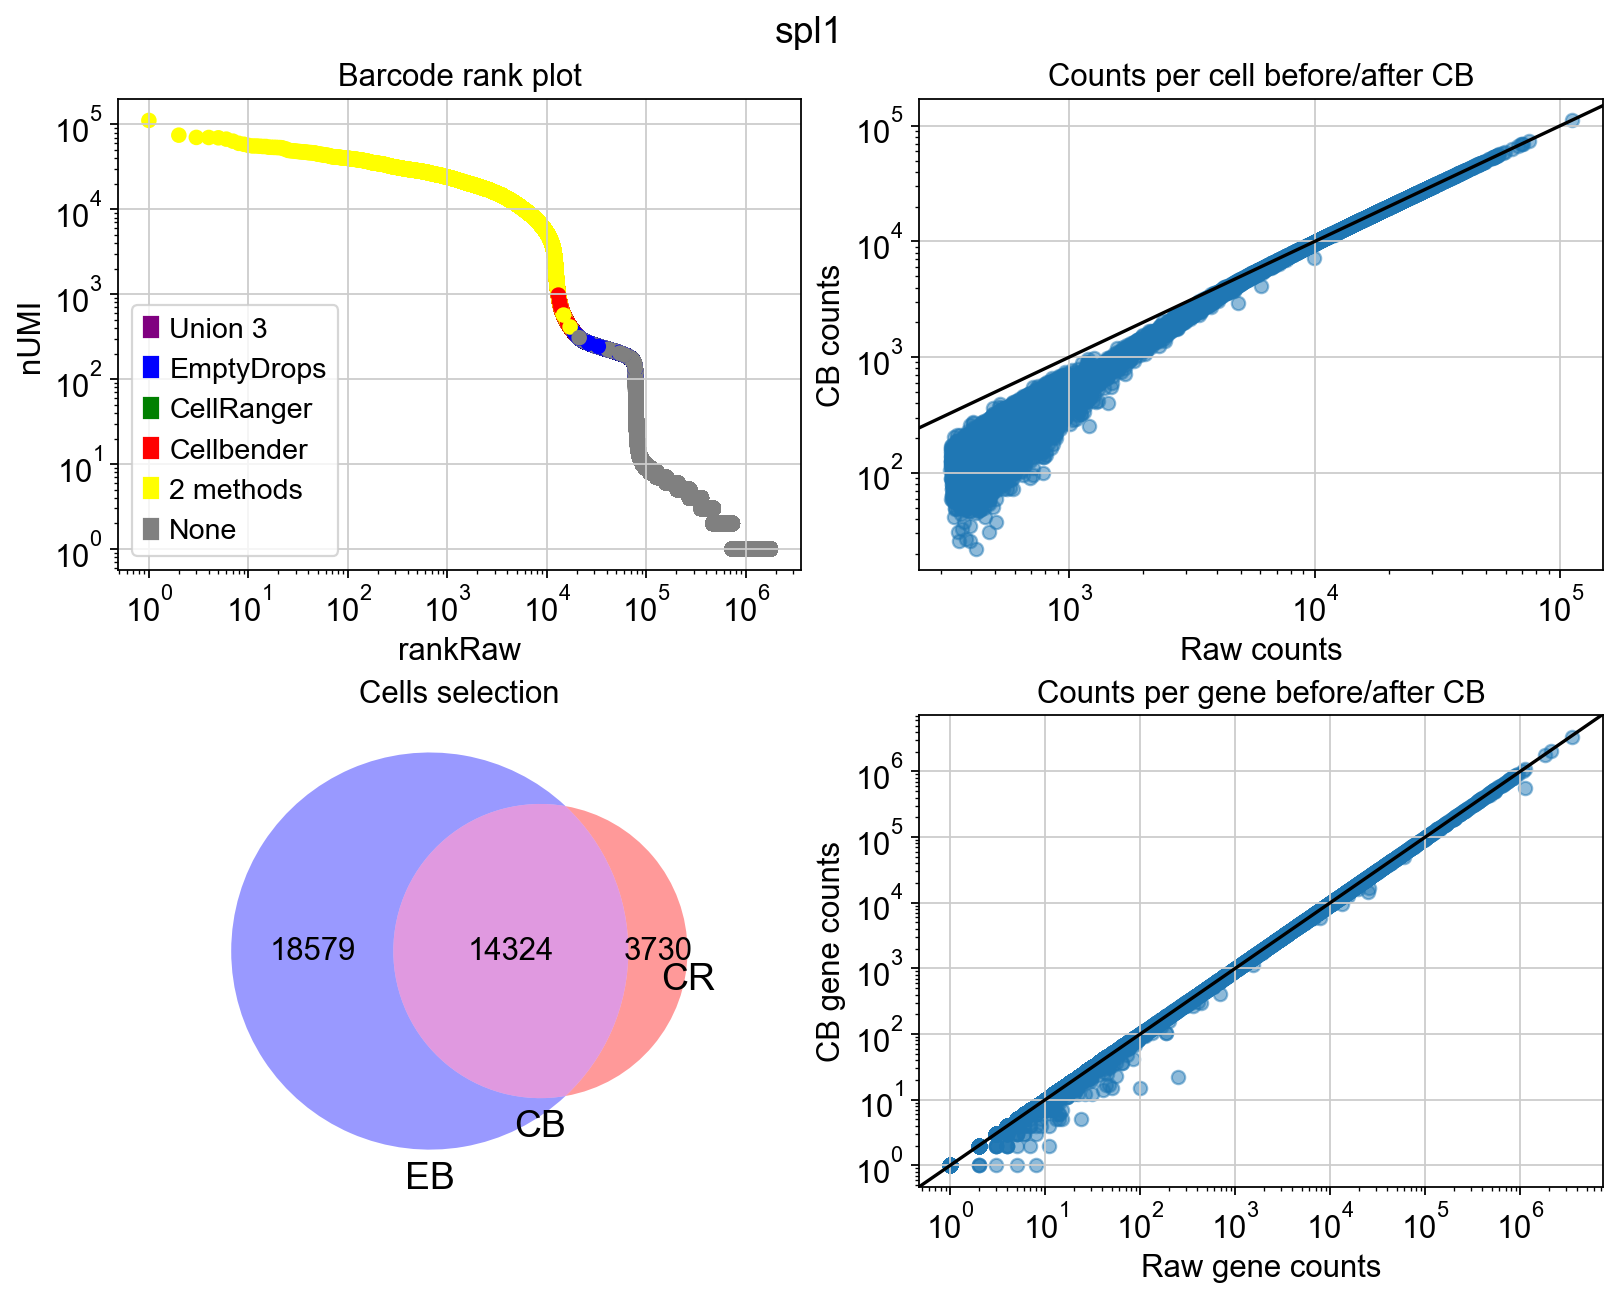 spl1
Barcode rank plot
nUMI
10^5
10^4
10^3
10^2
10^1
10^0
Union 3
EmptyDrops
CellRanger
Cellbender
2 methods
None
10^0 10^1 10^2 10^3 10^4 10^5 10^6
rankRaw
Counts per cell before/after CB
CB counts
10^5
10^4
10^3
10^2
10^3 10^4 10^5
Raw counts
Cells selection
18579 14324 3730
CR
CB
EB
Counts per gene before/after CB
CB gene counts
10^6
10^5
10^4
10^3
10^2
10^1
10^0
10^0 10^1 10^2 10^3 10^4 10^5 10^6
Raw gene counts